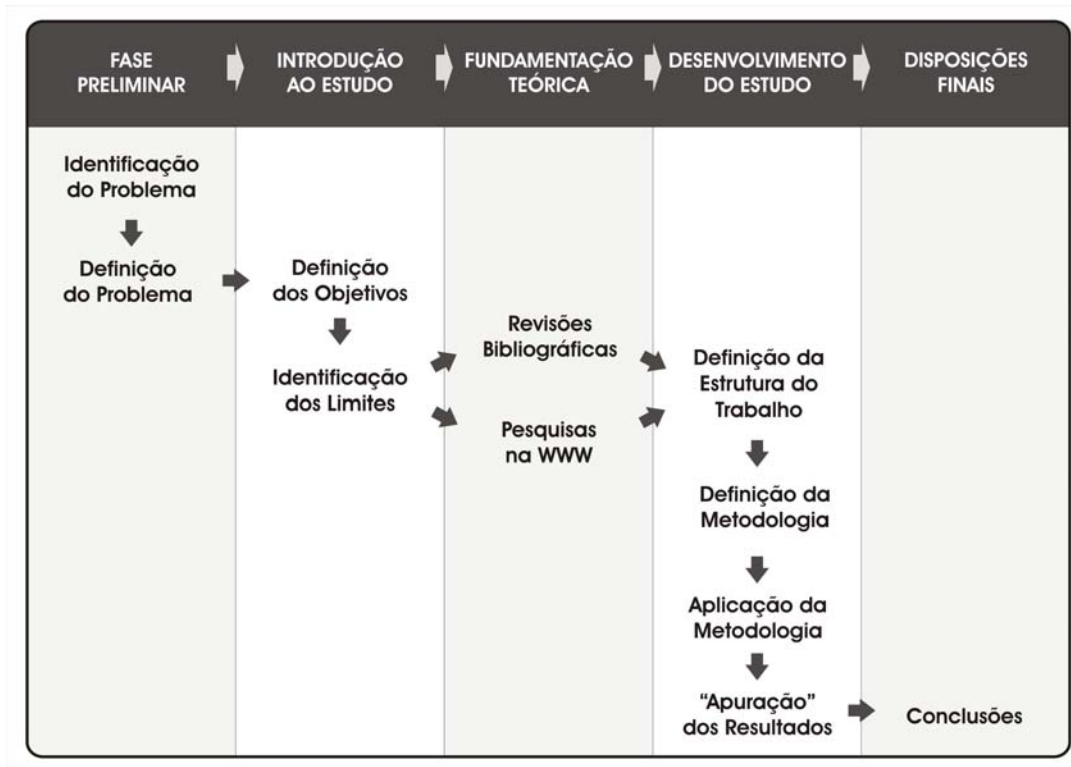 FASE
PRELIMINAR
INTRODUÇÃO
AO ESTUDO
FUNDAMENTAÇÃO
TEÓRICA
DESENVOLVIMENTO
DO ESTUDO
DISPOSIÇÕES
FINAIS
Identificação
do Problema
Definição
do Problema
Definição
dos Objetivos
Identificação
dos Limites
Revisões
Bibliográficas
Pesquisas
na WWW
Definição da
Estrutura do
Trabalho
Definição da
Metodologia
Aplicação da
Metodologia
“Apuração”
dos Resultados
Conclusões